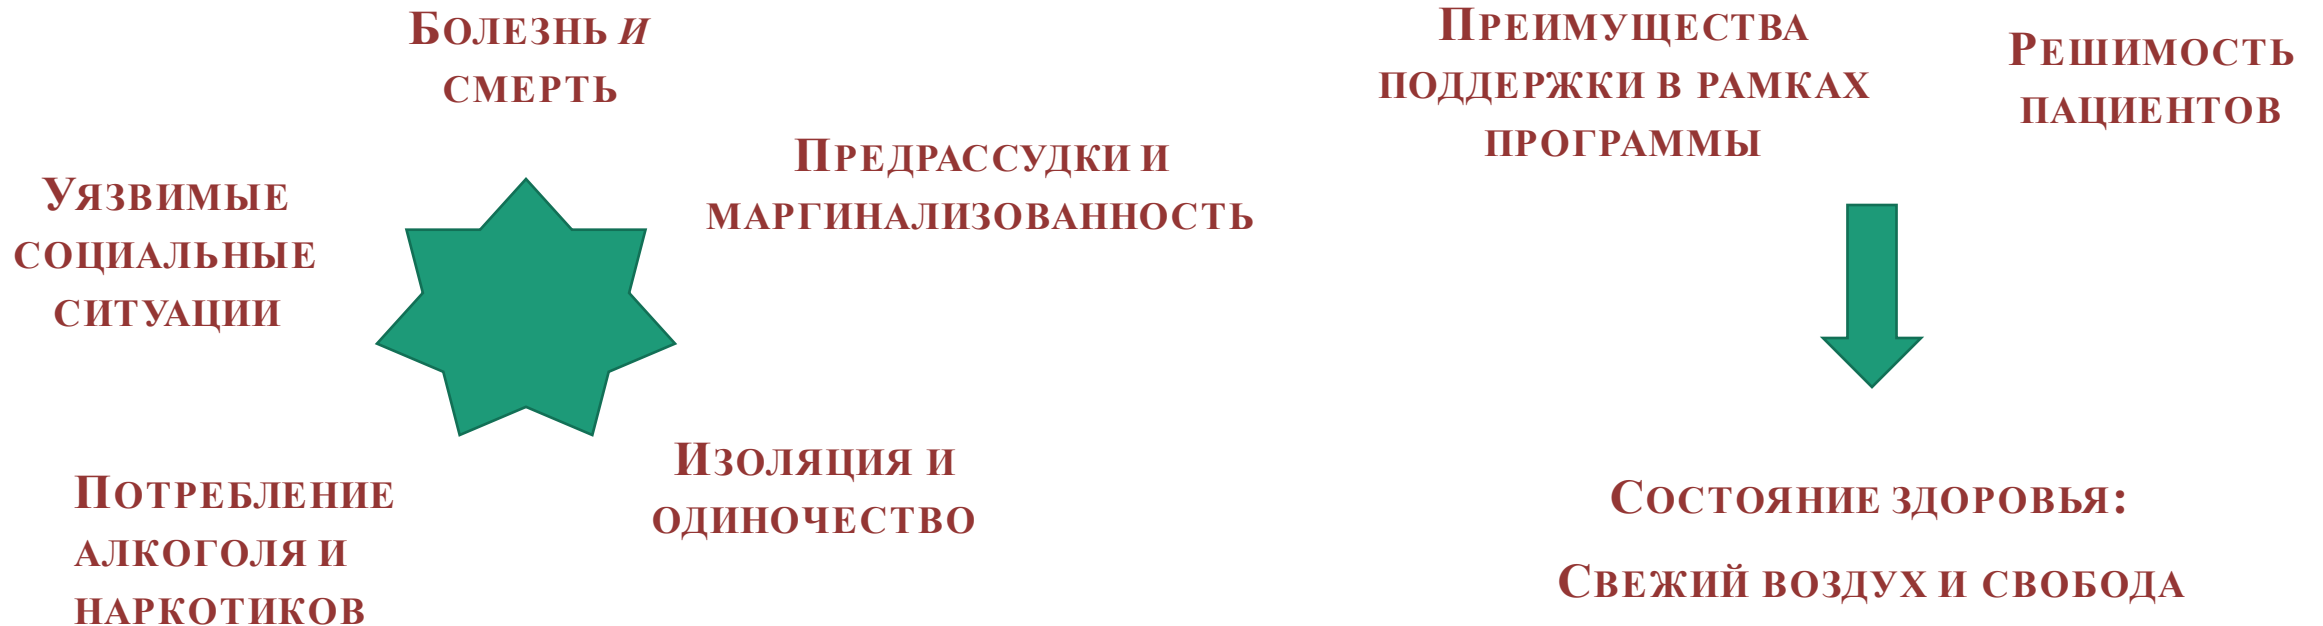 Болезнь и
смерть
Предрассудки и
маргинализованность
Уязвимые
социальные
ситуации
Изоляция и
одиночество
Потребление
алкоголя и
наркотиков
Преимущества
поддержки в рамках
программы
Решимость
пациентов
Состояние здоровья:
Свежий воздух и свобода